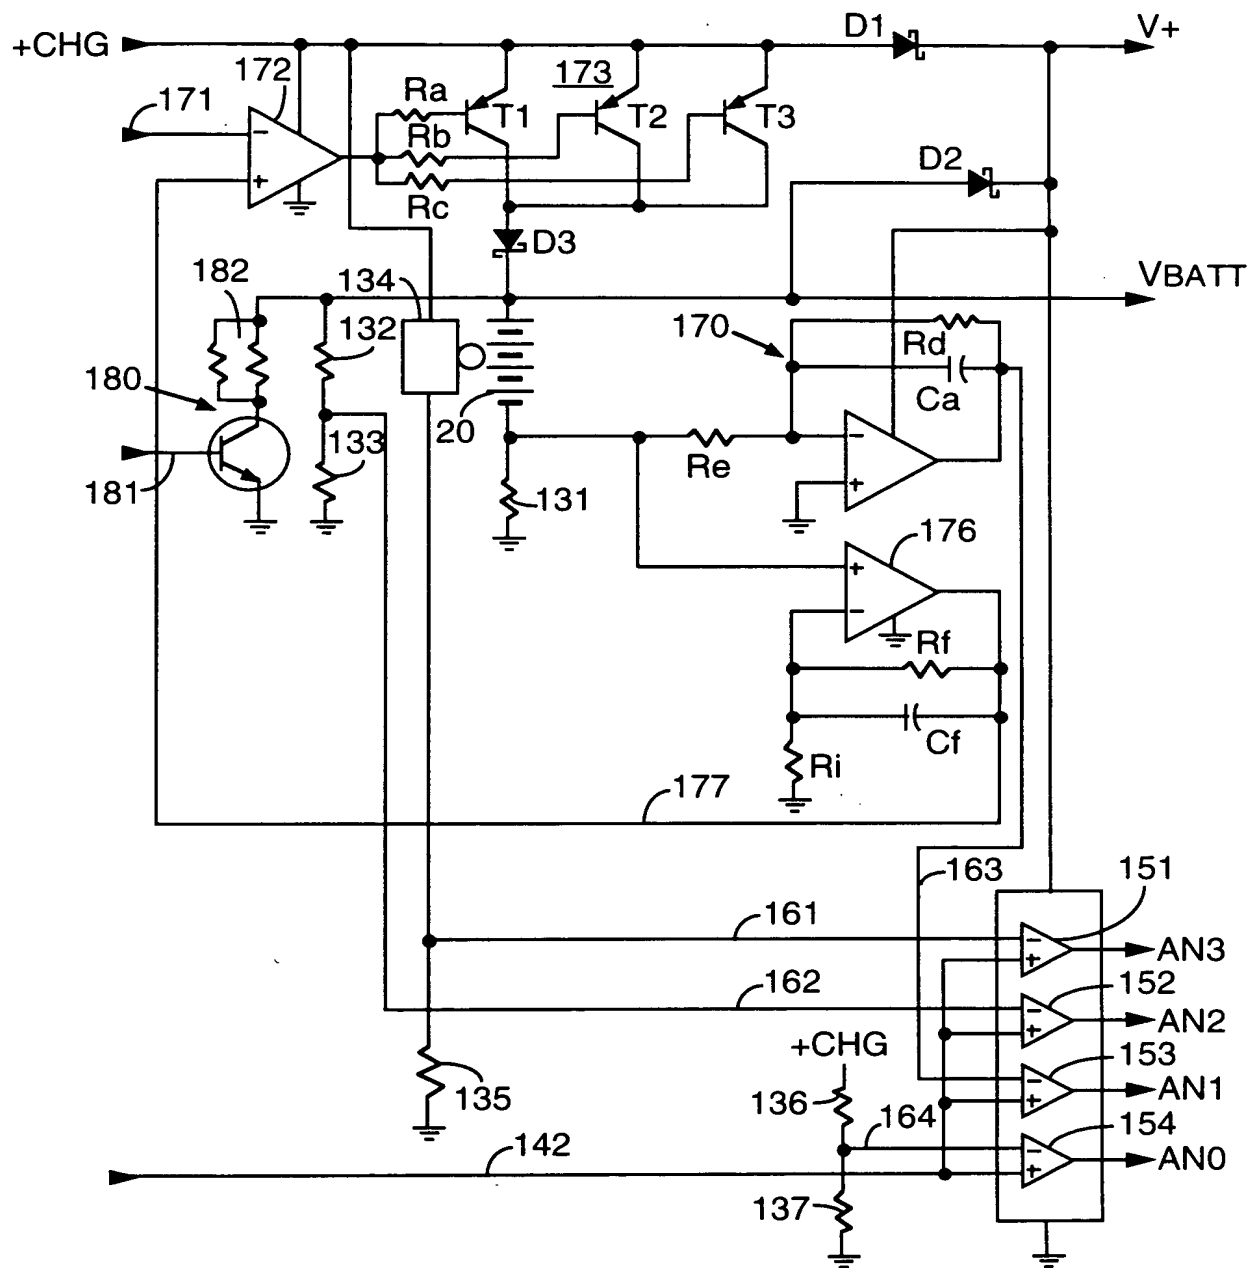 +CHG
D1
V+
172
173
171
Ra
T1
T2
T3
−
Rb
+
Rc
D2
D3
182
134
VBATT
132
170
Rd
180
Ca
20
133
−
Re
181
131
+
176
+
−
Rf
Cf
Ri
177
163
151
161
−
+
AN3
162
152
−
+
AN2
+CHG
153
135
136
−
+
AN1
164
154
142
−
+
AN0
137